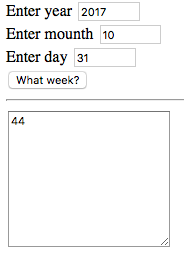 Enter year 2017
Enter mounth 10
Enter day 31
What week?
44